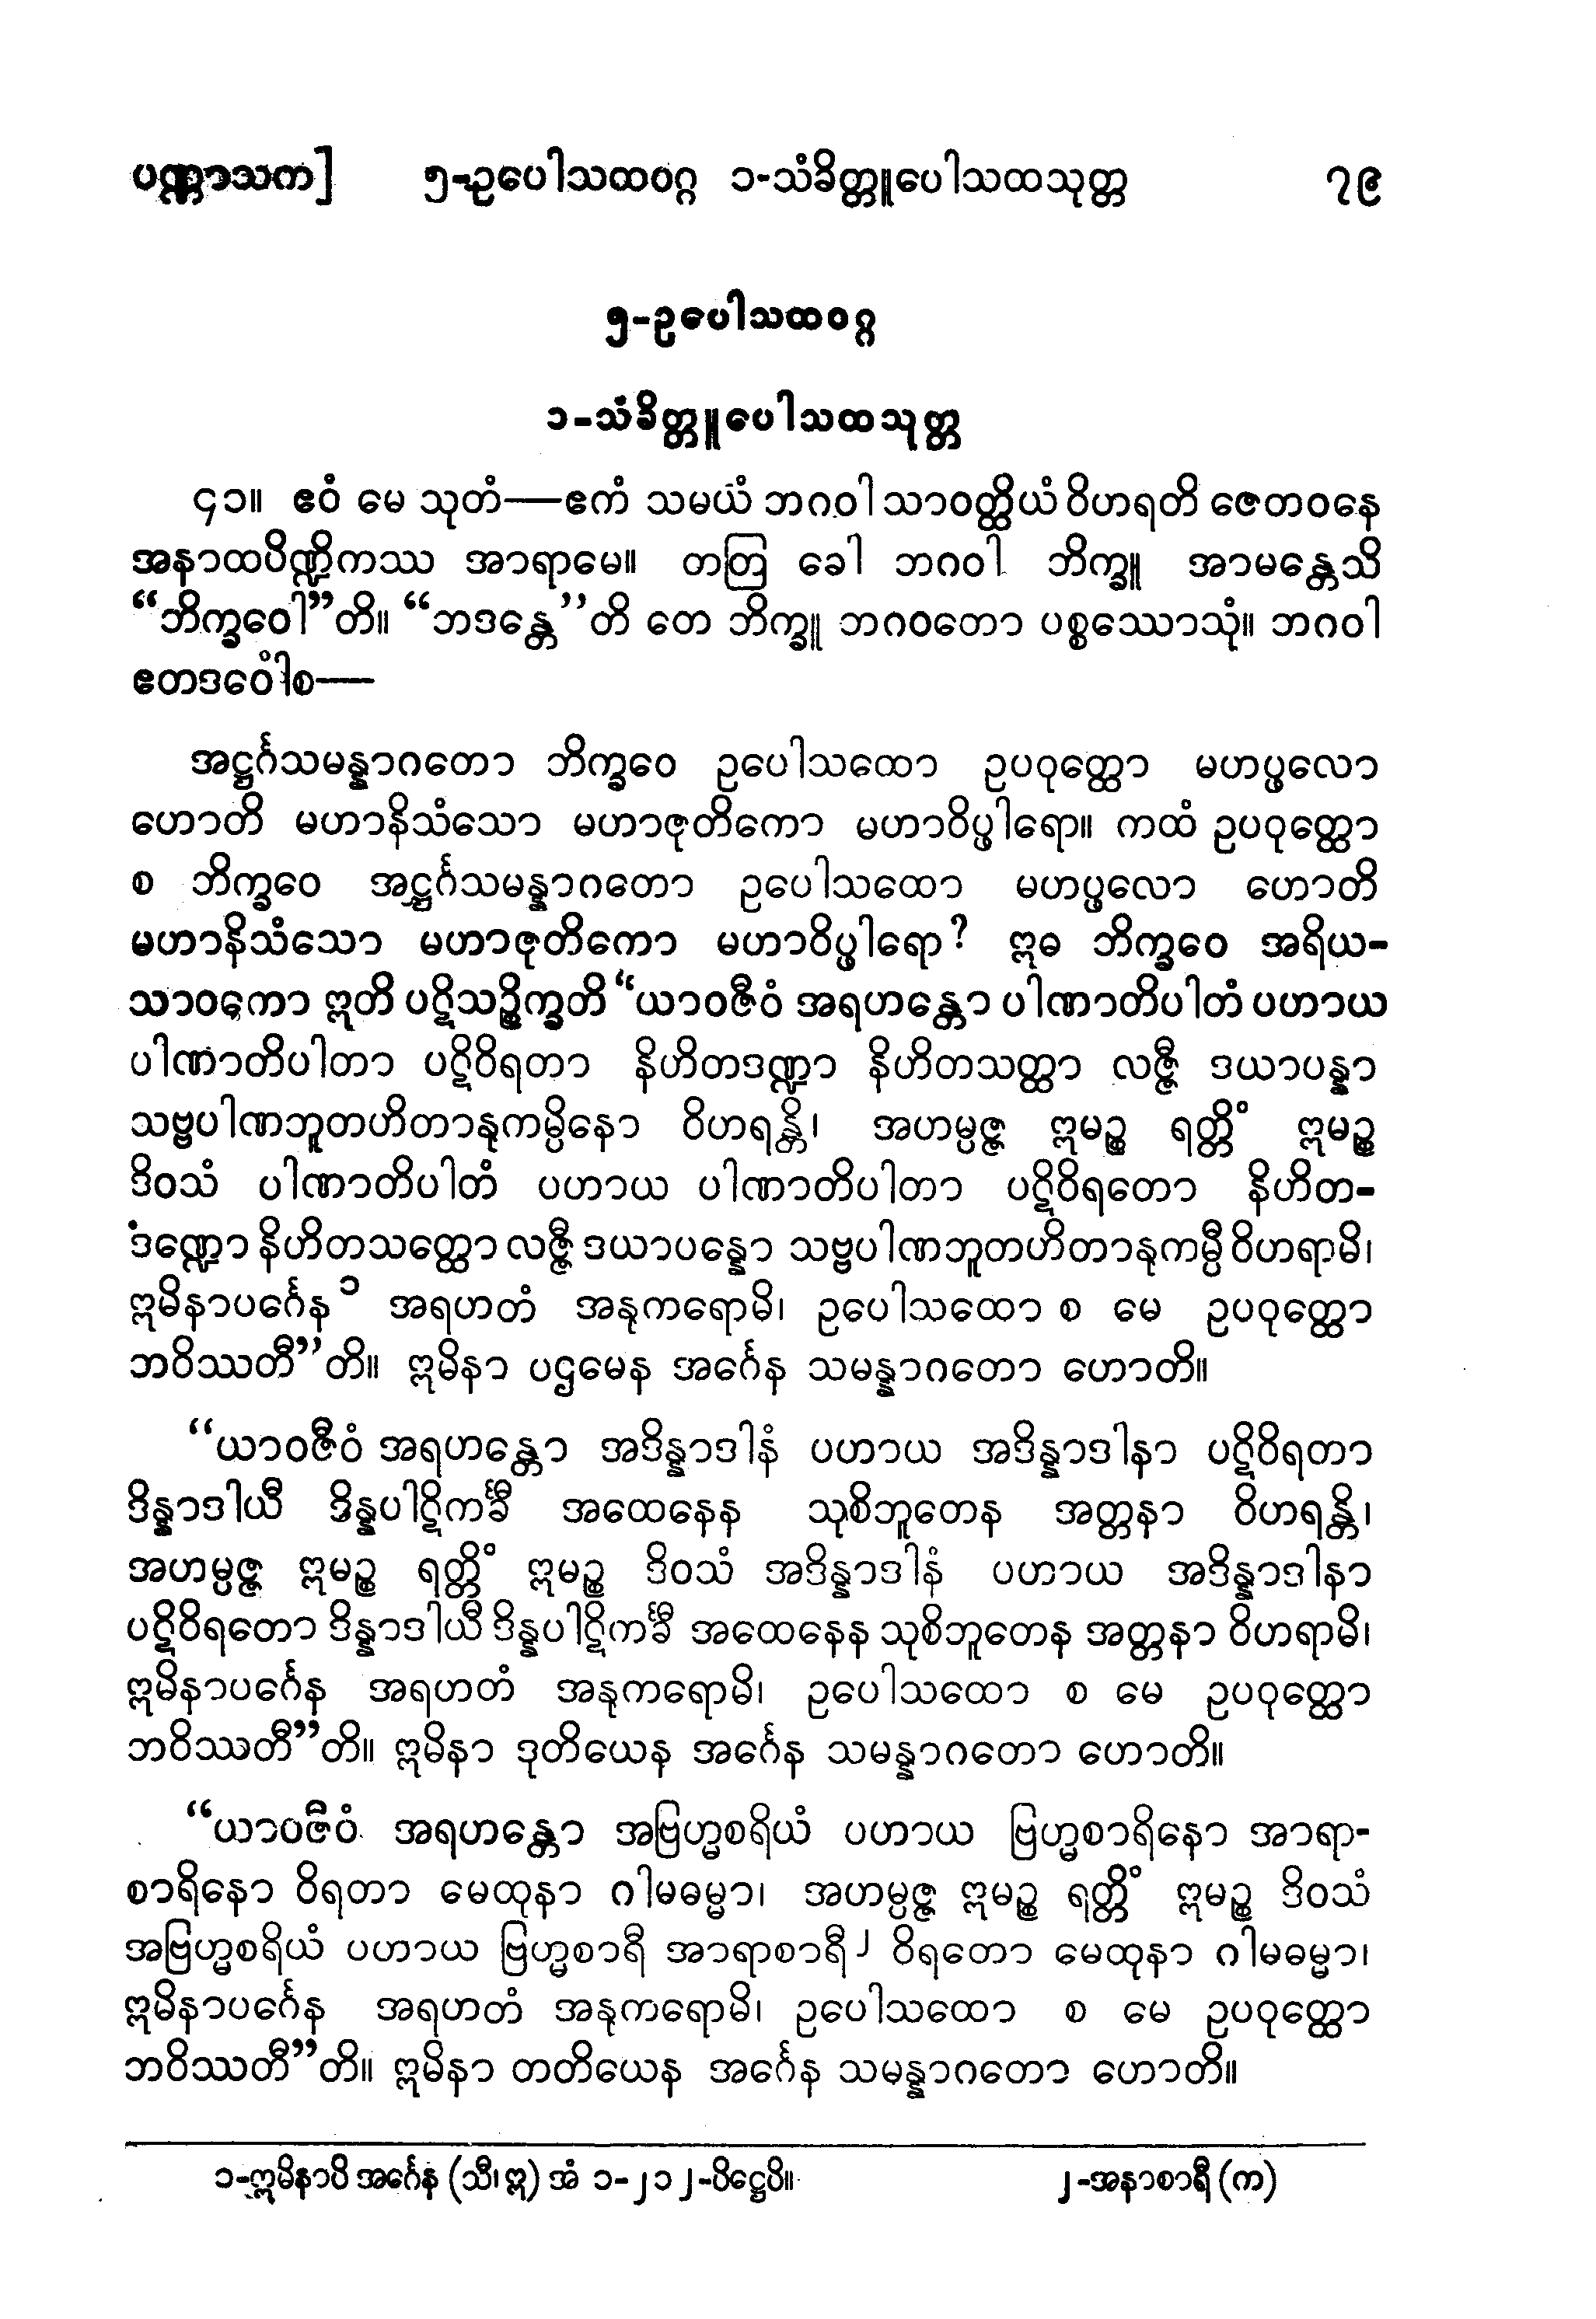 ပဏ္ဏာသက] ၅-ဥပေါသထဝဂ္ဂ ၁-သံခိတ္တူပေါသထသုတ္တ ၇၉
၅-ဥပေါသထဝဂ္ဂ
၁-သံခိတ္တူပေါသထသုတ္တ
၄၁။ ဧဝံ မေ သုတံ—ဧကံ သမယံ ဘဂဝါ သာဝတ္ထိယံ ဝိဟရတိ ဇေတဝနေ
အနာထပိဏ္ဍိကဿ အာရာမေ။ တတြ ခေါ ဘဂဝါ ဘိက္ခူ အာမန္တေသိ
“ဘိက္ခဝေါ”တိ။ “ဘဒန္တေ”တိ တေ ဘိက္ခူ ဘဂဝတော ပစ္စဿောသုံ။ ဘဂဝါ
ဧတဒဝေါစ—
အဋ္ဌင်္ဂသမန္နာဂတော ဘိက္ခဝေ ဥပေါသထော ဥပဝုတ္ထော မဟပ္ဖလော
ဟောတိ မဟာနိသံသော မဟာဇုတိကော မဟာဝိပ္ဖါရော။ ကထံ ဥပဝုတ္ထော
စ ဘိက္ခဝေ အဋ္ဌင်္ဂသမန္နာဂတော ဥပေါသထော မဟပ္ဖလော ဟောတိ
မဟာနိသံသော မဟာဇုတိကော မဟာဝိပ္ဖါရော? ဣဓ ဘိက္ခဝေ အရိယ-
သာဝကော ဣတိ ပဋိသဉ္စိက္ခတိ “ယာဝဇီဝံ အရဟန္တော ပါဏာတိပါတံ ပဟာယ
ပါဏာတိပါတာ ပဋိဝိရတာ နိဟိတဒဏ္ဍာ နိဟိတသတ္ထာ လဇ္ဇီ ဒယာပန္နာ
သဗ္ဗပါဏဘူတဟိတာနုကမ္ပိနော ဝိဟရန္တိ၊ အဟမ္ပဇ္ဇ ဣမဉ္စ ရတ္တိံ ဣမဉ္စ
ဒိဝသံ ပါဏာတိပါတံ ပဟာယ ပါဏာတိပါတာ ပဋိဝိရတော နိဟိတ-
ဒဏ္ဍော နိဟိတသတ္ထော လဇ္ဇီ ဒယာပန္နော သဗ္ဗပါဏဘူတဟိတာနုကမ္ပီ ဝိဟရာမိ၊
ဣမိနာပင်္ဂေန ၁ အရဟတံ အနုကရောမိ၊ ဥပေါသထော စ မေ ဥပဝုတ္ထော
ဘဝိဿတီ”တိ။ ဣမိနာ ပဌမေန အင်္ဂေန သမန္နာဂတော ဟောတိ။
“ယာဝဇီဝံ အရဟန္တော အဒိန္နာဒါနံ ပဟာယ အဒိန္နာဒါနာ ပဋိဝိရတာ
ဒိန္နာဒါယီ ဒိန္နပါဋိကင်္ခီ အထေနေန သုစိဘူတေန အတ္တနာ ဝိဟရန္တိ၊
အဟမ္ပဇ္ဇ ဣမဉ္စ ရတ္တိံ ဣမဉ္စ ဒိဝသံ အဒိန္နာဒါနံ ပဟာယ အဒိန္နာဒါနာ
ပဋိဝိရတော ဒိန္နာဒါယီ ဒိန္နပါဋိကင်္ခီ အထေနေန သုစိဘူတေန အတ္တနာ ဝိဟရာမိ၊
ဣမိနာပင်္ဂေန အရဟတံ အနုကရောမိ၊ ဥပေါသထော စ မေ ဥပဝုတ္ထော
ဘဝိဿတီ”တိ။ ဣမိနာ ဒုတိယေန အင်္ဂေန သမန္နာဂတော ဟောတိ။
“ယာဝဇီဝံ အရဟန္တော အဗြဟ္မစရိယံ ပဟာယ ဗြဟ္မစာရိနော အာရာ-
စာရိနော ဝိရတာ မေထုနာ ဂါမဓမ္မာ၊ အဟမ္ပဇ္ဇ ဣမဉ္စ ရတ္တိံ ဣမဉ္စ ဒိဝသံ
အဗြဟ္မစရိယံ ပဟာယ ဗြဟ္မစာရီ အာရာစာရီ ၂ ဝိရတော မေထုနာ ဂါမဓမ္မာ၊
ဣမိနာပင်္ဂေန အရဟတံ အနုကရောမိ၊ ဥပေါသထော စ မေ ဥပဝုတ္ထော
ဘဝိဿတီ”တိ။ ဣမိနာ တတိယေန အင်္ဂေန သမန္နာဂတော ဟောတိ။
၁-ဣမိနာပိ အင်္ဂေန (သီ၊ ဣ) အံ ၁-၂၁၂-ပိဋ္ဌေပိ။ ၂-အနာစာရီ (က)